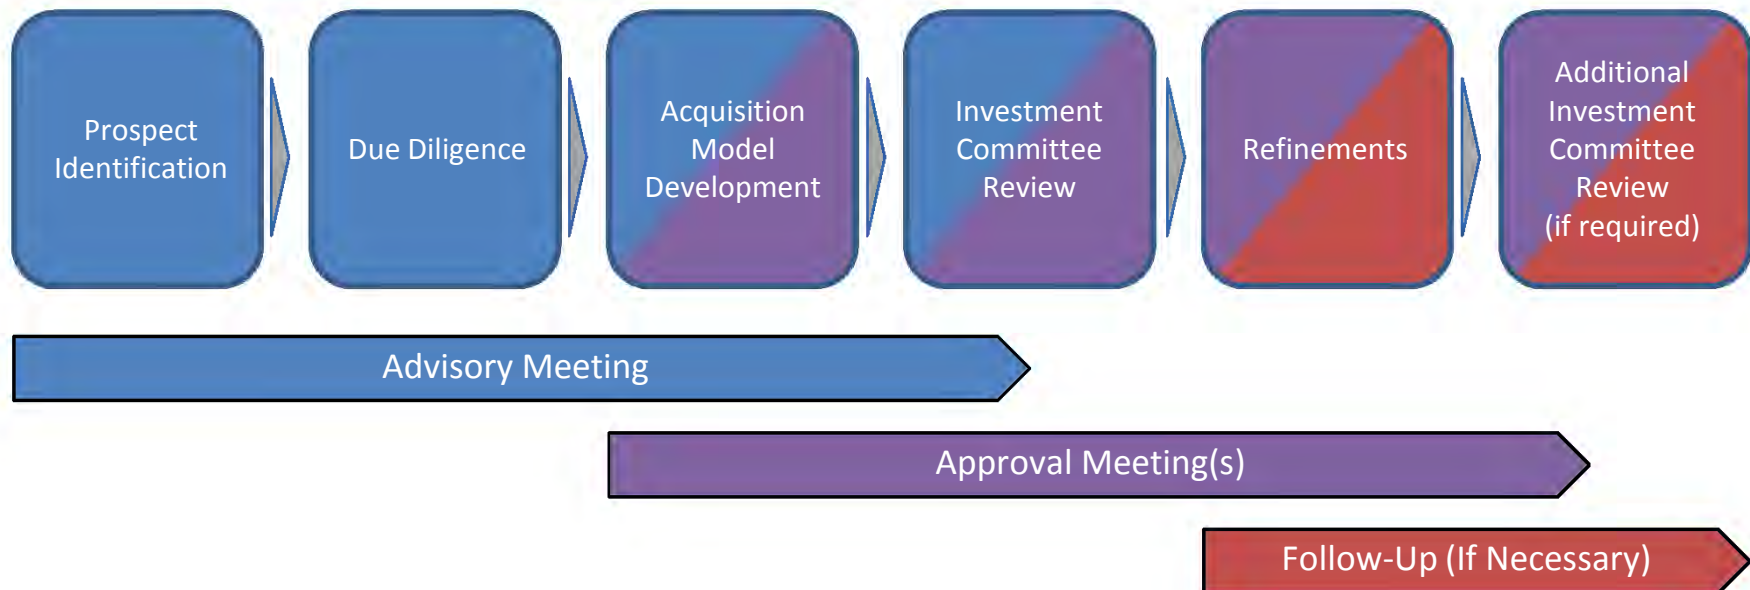 Prospect
Identification
Due Diligence
Acquisition
Model
Development
Investment
Committee
Review
Refinements
Additional
Investment
Committee
Review
(if required)
Advisory Meeting
Approval Meeting(s)
Follow-Up (If Necessary)